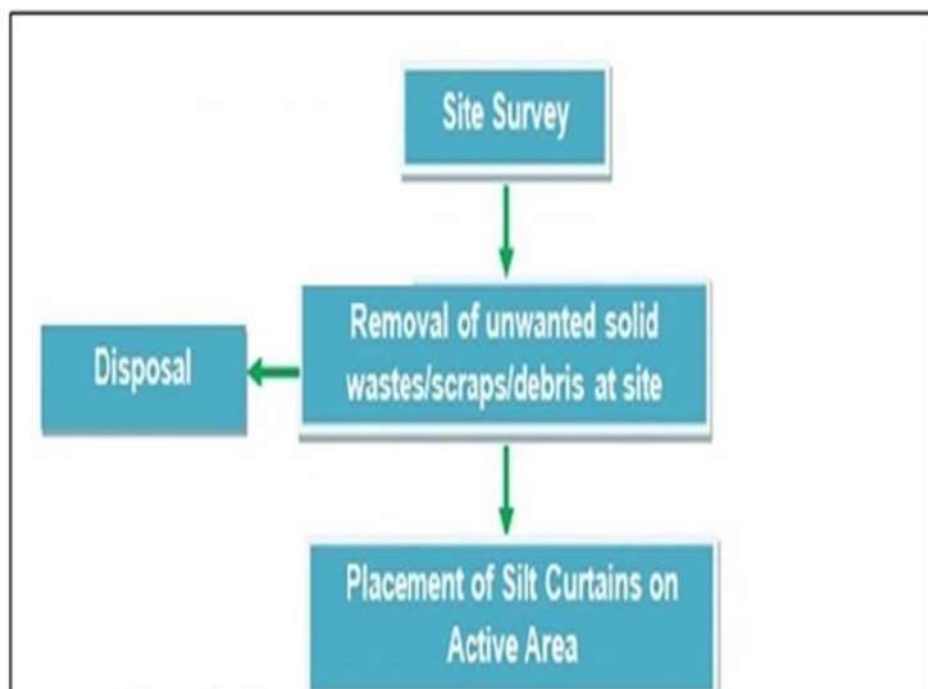 Site Survey
Removal of unwanted solid
wastes/scraps/debris at site
Disposal
Placement of Silt Curtains on
Active Area